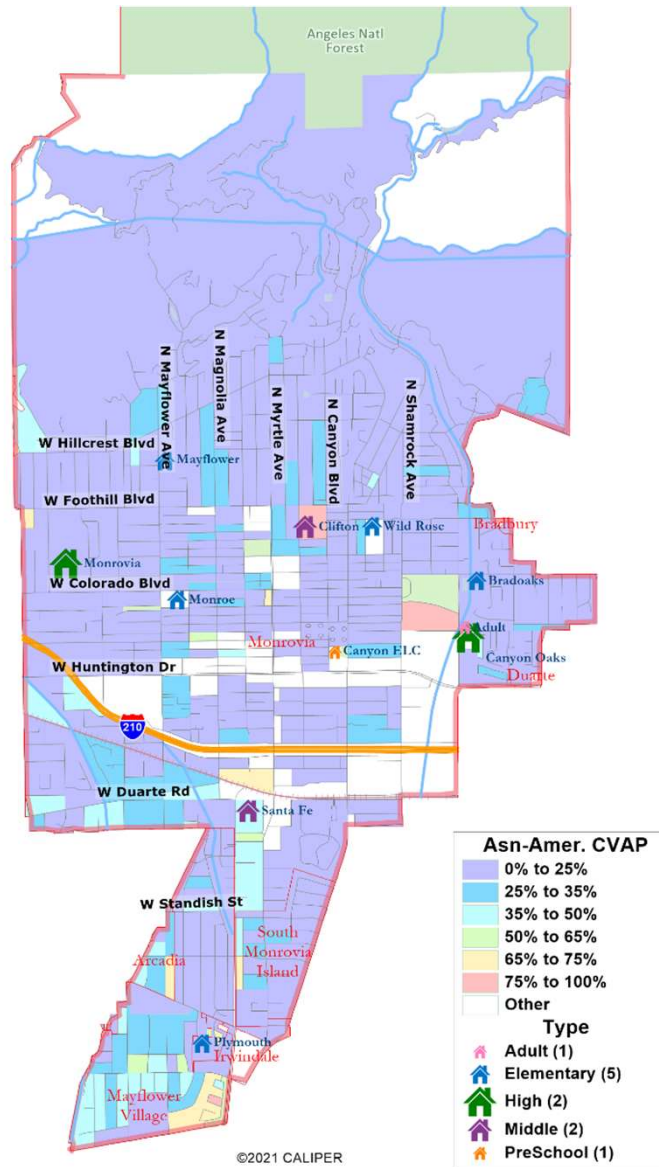 Angeles Natl
Forest
N Mayflower Ave
N Magnolia Ave
N Myrtle Ave
N Canyon Blvd
N Shamrock Ave
W Hillcrest Blvd
Mayflower
W Foothill Blvd
Clifton
Wild Rose
Bradbury
Monrovia
W Colorado Blvd
Bradoaks
Monroe
Adult
Monrovia
Canyon ELC
Canyon Oaks
W Huntington Dr
Duarte
210
W Duarte Rd
Santa Fe
W Standish St
South
Monrovia
Island
Arcadia
Plymouth
Irwindale
Mayflower
Village
Asn-Amer. CVAP
0% to 25%
25% to 35%
35% to 50%
50% to 65%
65% to 75%
75% to 100%
Other
Type
Adult (1)
Elementary (5)
High (2)
Middle (2)
PreSchool (1)
©2021 CALIPER